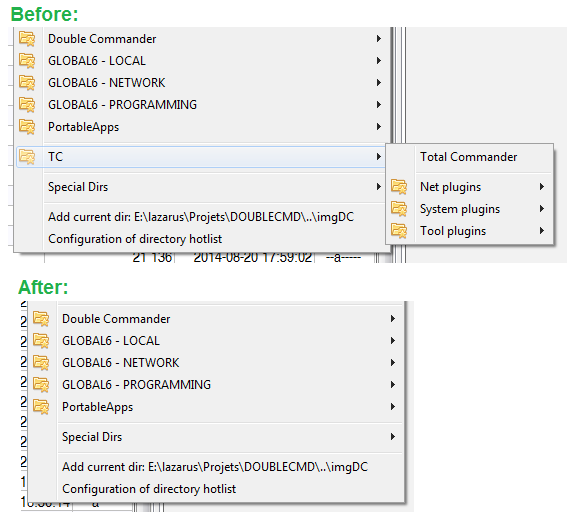 Before:
Double Commander
GLOBAL6 - LOCAL
GLOBAL6 - NETWORK
GLOBAL6 - PROGRAMMING
PortableApps
TC
Total Commander
Special Dirs
Net plugins
System plugins
Add current dir: E:\lazarus\Projets\DOUBLECMD\..\imgDC
Tool plugins
Configuration of directory hotlist
21 136 2014-08-20 17:59:02 --a-----
After:
Double Commander
GLOBAL6 - LOCAL
GLOBAL6 - NETWORK
GLOBAL6 - PROGRAMMING
PortableApps
Special Dirs
Add current dir: E:\lazarus\Projets\DOUBLECMD\..\imgDC
Configuration of directory hotlist